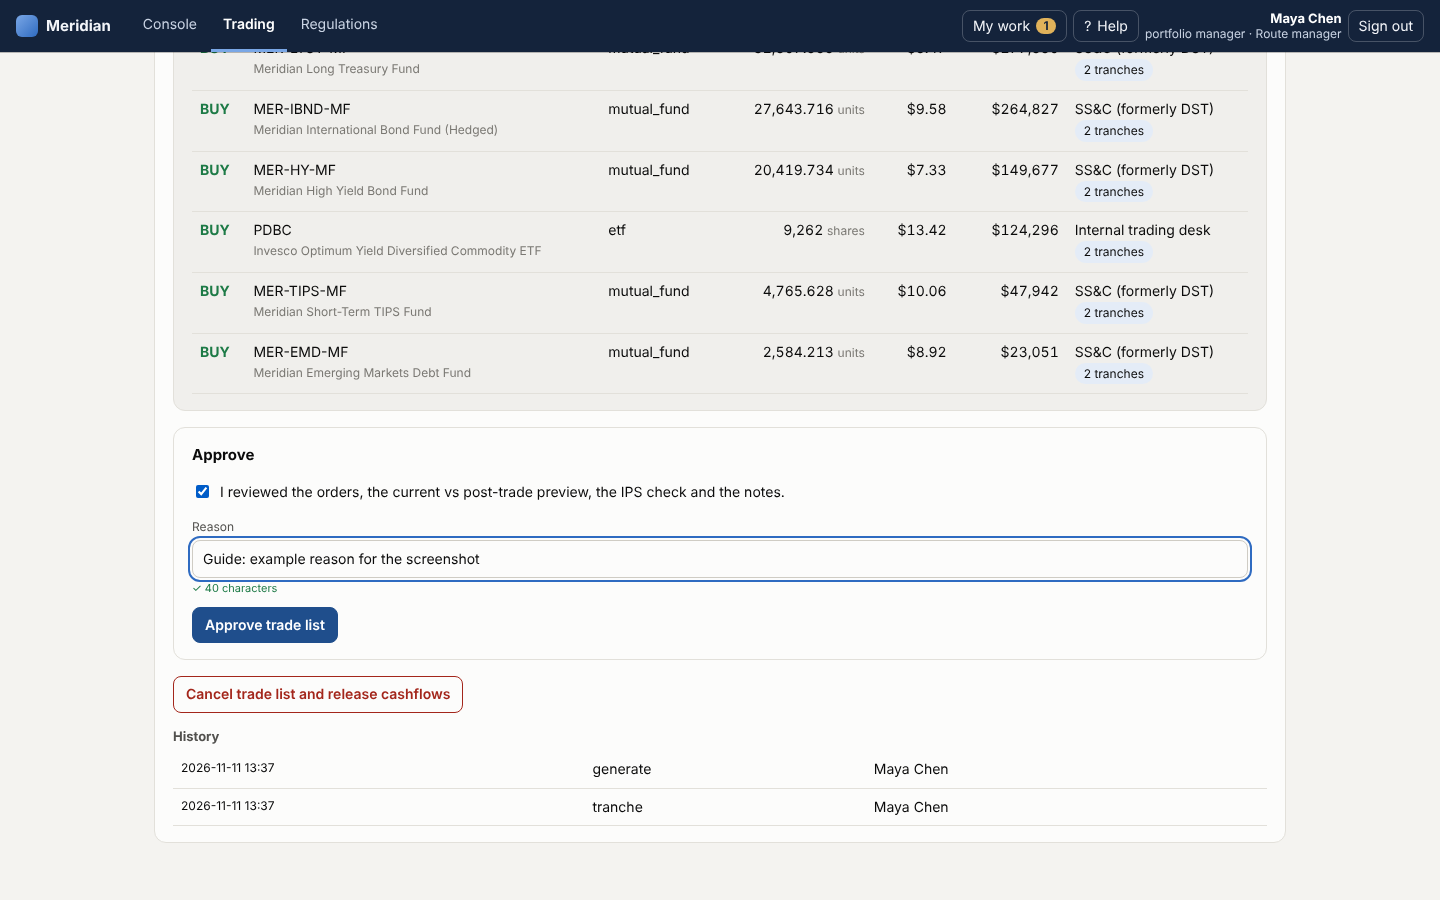 Meridian
Console
Trading
Regulations
My work 1
? Help
Maya Chen
portfolio manager · Route manager
Sign out
Meridian Long Treasury Fund
2 tranches
BUY MER-IBND-MF mutual_fund 27,643.716 units $9.58 $264,827 SS&C (formerly DST)
Meridian International Bond Fund (Hedged) 2 tranches
BUY MER-HY-MF mutual_fund 20,419.734 units $7.33 $149,677 SS&C (formerly DST)
Meridian High Yield Bond Fund 2 tranches
BUY PDBC etf 9,262 shares $13.42 $124,296 Internal trading desk
Invesco Optimum Yield Diversified Commodity ETF 2 tranches
BUY MER-TIPS-MF mutual_fund 4,765.628 units $10.06 $47,942 SS&C (formerly DST)
Meridian Short-Term TIPS Fund 2 tranches
BUY MER-EMD-MF mutual_fund 2,584.213 units $8.92 $23,051 SS&C (formerly DST)
Meridian Emerging Markets Debt Fund 2 tranches
Approve
I reviewed the orders, the current vs post-trade preview, the IPS check and the notes.
Reason
Guide: example reason for the screenshot
✓ 40 characters
Approve trade list
Cancel trade list and release cashflows
History
2026-11-11 13:37 generate Maya Chen
2026-11-11 13:37 tranche Maya Chen